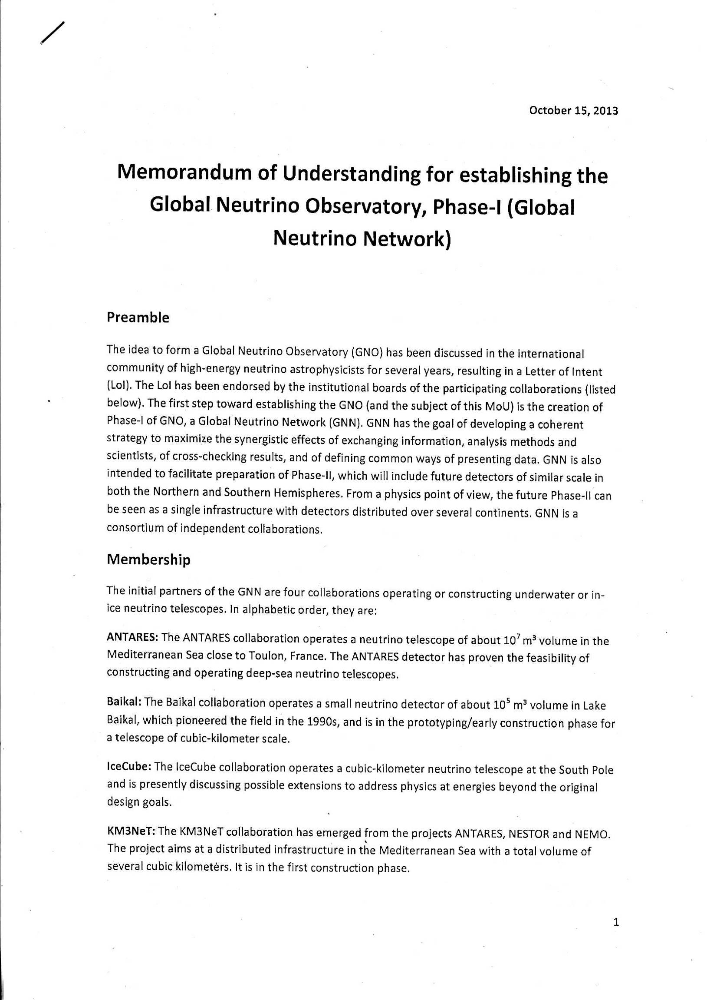 October 15, 2013
Memorandum of Understanding for establishing the
Global Neutrino Observatory, Phase-I (Global
Neutrino Network)
Preamble
The idea to form a Global Neutrino Observatory (GNO) has been discussed in the international
community of high-energy neutrino astrophysicists for several years, resulting in a Letter of Intent
(LoI). The LoI has been endorsed by the institutional boards of the participating collaborations (listed
below). The first step toward establishing the GNO (and the subject of this MoU) is the creation of
Phase-I of GNO, a Global Neutrino Network (GNN). GNN has the goal of developing a coherent
strategy to maximize the synergistic effects of exchanging information, analysis methods and
scientists, of cross-checking results, and of defining common ways of presenting data. GNN is also
intended to facilitate preparation of Phase-II, which will include future detectors of similar scale in
both the Northern and Southern Hemispheres. From a physics point of view, the future Phase-II can
be seen as a single infrastructure with detectors distributed over several continents. GNN is a
consortium of independent collaborations.
Membership
The initial partners of the GNN are four collaborations operating or constructing underwater or in-
ice neutrino telescopes. In alphabetic order, they are:
ANTARES: The ANTARES collaboration operates a neutrino telescope of about 10⁷ m³ volume in the
Mediterranean Sea close to Toulon, France. The ANTARES detector has proven the feasibility of
constructing and operating deep-sea neutrino telescopes.
Baikal: The Baikal collaboration operates a small neutrino detector of about 10⁵ m³ volume in Lake
Baikal, which pioneered the field in the 1990s, and is in the prototyping/early construction phase for
a telescope of cubic-kilometer scale.
IceCube: The IceCube collaboration operates a cubic-kilometer neutrino telescope at the South Pole
and is presently discussing possible extensions to address physics at energies beyond the original
design goals.
KM3NeT: The KM3NeT collaboration has emerged from the projects ANTARES, NESTOR and NEMO.
The project aims at a distributed infrastructure in the Mediterranean Sea with a total volume of
several cubic kilometers. It is in the first construction phase.
1